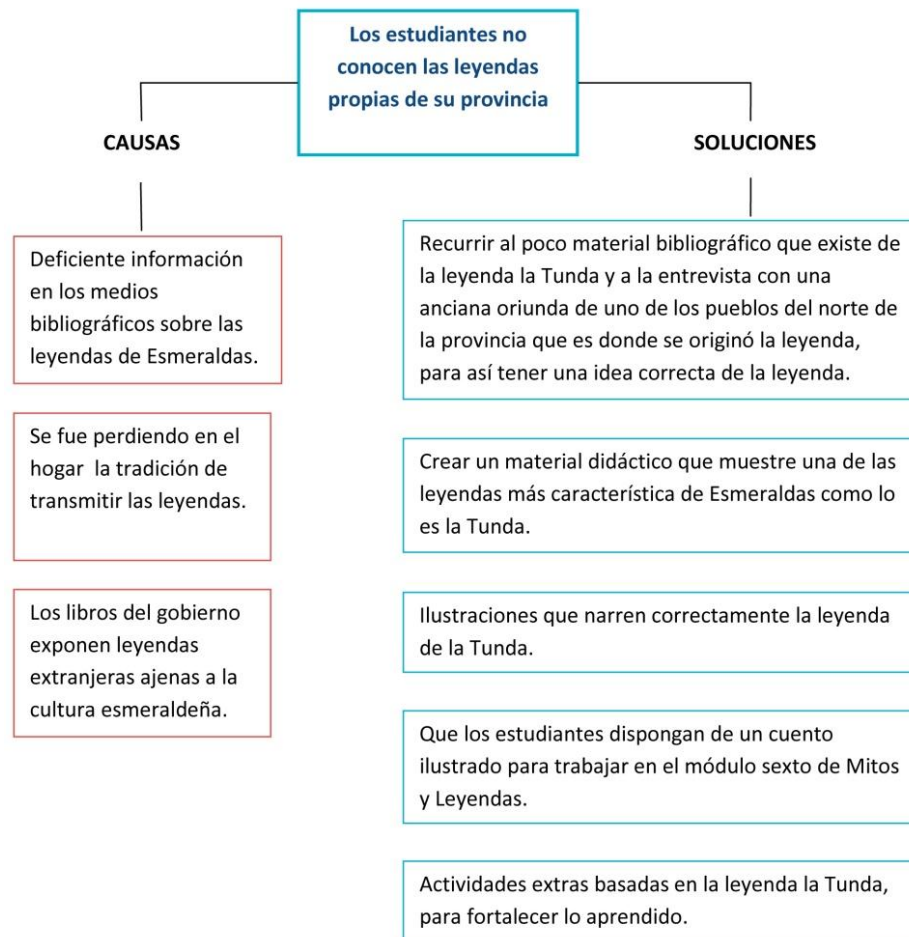 Los estudiantes no
conocen las leyendas
propias de su provincia
CAUSAS
Deficiente información
en los medios
bibliográficos sobre las
leyendas de Esmeraldas.
Se fue perdiendo en el
hogar la tradición de
transmitir las leyendas.
Los libros del gobierno
exponen leyendas
extranjeras ajenas a la
cultura esmeraldeña.
SOLUCIONES
Recurrir al poco material bibliográfico que existe de
la leyenda la Tunda y a la entrevista con una
anciana oriunda de uno de los pueblos del norte de
la provincia que es donde se originó la leyenda,
para así tener una idea correcta de la leyenda.
Crear un material didáctico que muestre una de las
leyendas más característica de Esmeraldas como lo
es la Tunda.
Ilustraciones que narren correctamente la leyenda
de la Tunda.
Que los estudiantes dispongan de un cuento
ilustrado para trabajar en el módulo sexto de Mitos
y Leyendas.
Actividades extras basadas en la leyenda la Tunda,
para fortalecer lo aprendido.